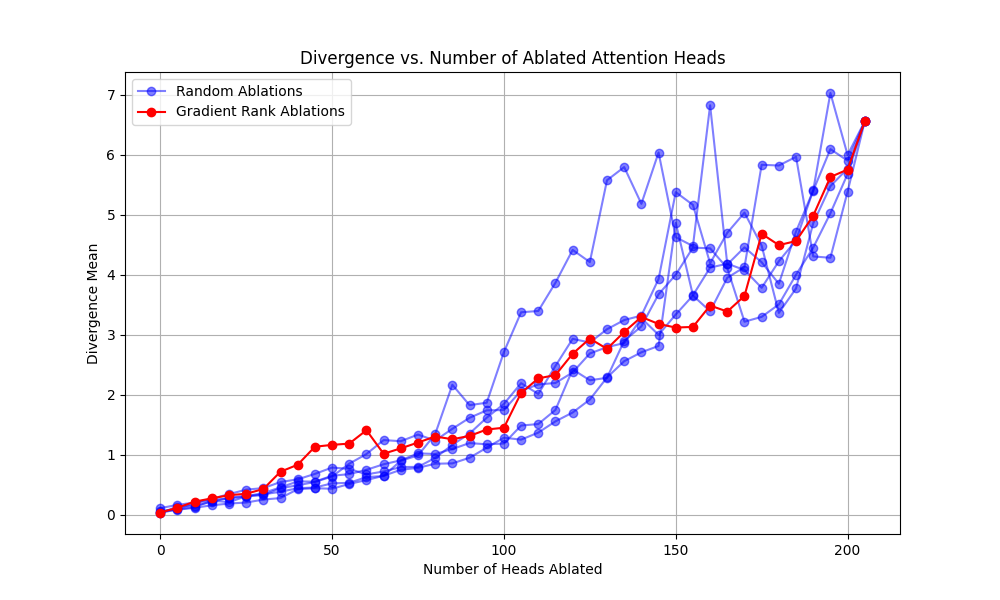 Divergence vs. Number of Ablated Attention Heads
Random Ablations
Gradient Rank Ablations
7
6
5
4
3
2
1
0
Divergence Mean
0 50 100 150 200
Number of Heads Ablated